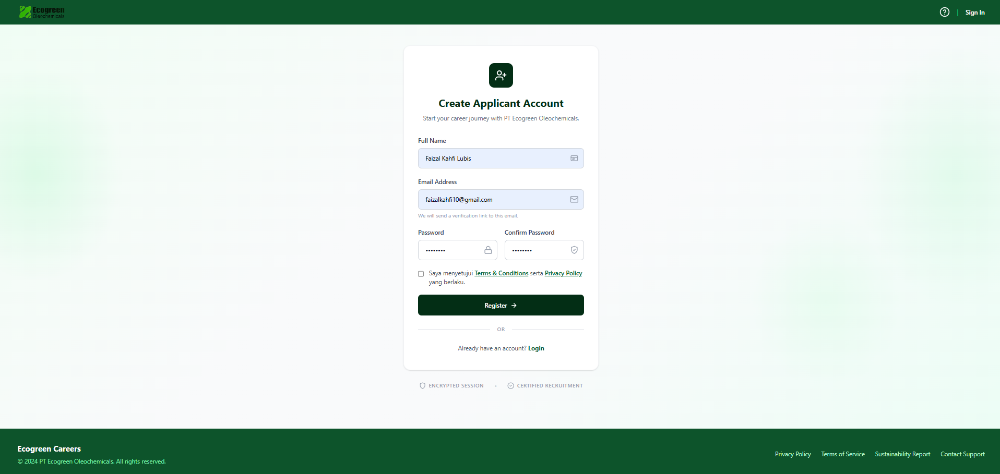 Ecogreen
Oleochemicals
| Sign In
Create Applicant Account
Start your career journey with PT Ecogreen Oleochemicals.
Full Name
Faizal Kahfi Lubis
Email Address
faizalkahfi10@gmail.com
We will send a verification link to this email.
Password
Confirm Password
••••••••
••••••••
Saya menyetujui Terms & Conditions serta Privacy Policy
yang berlaku.
Register →
OR
Already have an account? Login
ENCRYPTED SESSION • CERTIFIED RECRUITMENT
Ecogreen Careers
© 2024 PT Ecogreen Oleochemicals. All rights reserved.
Privacy Policy Terms of Service Sustainability Report Contact Support